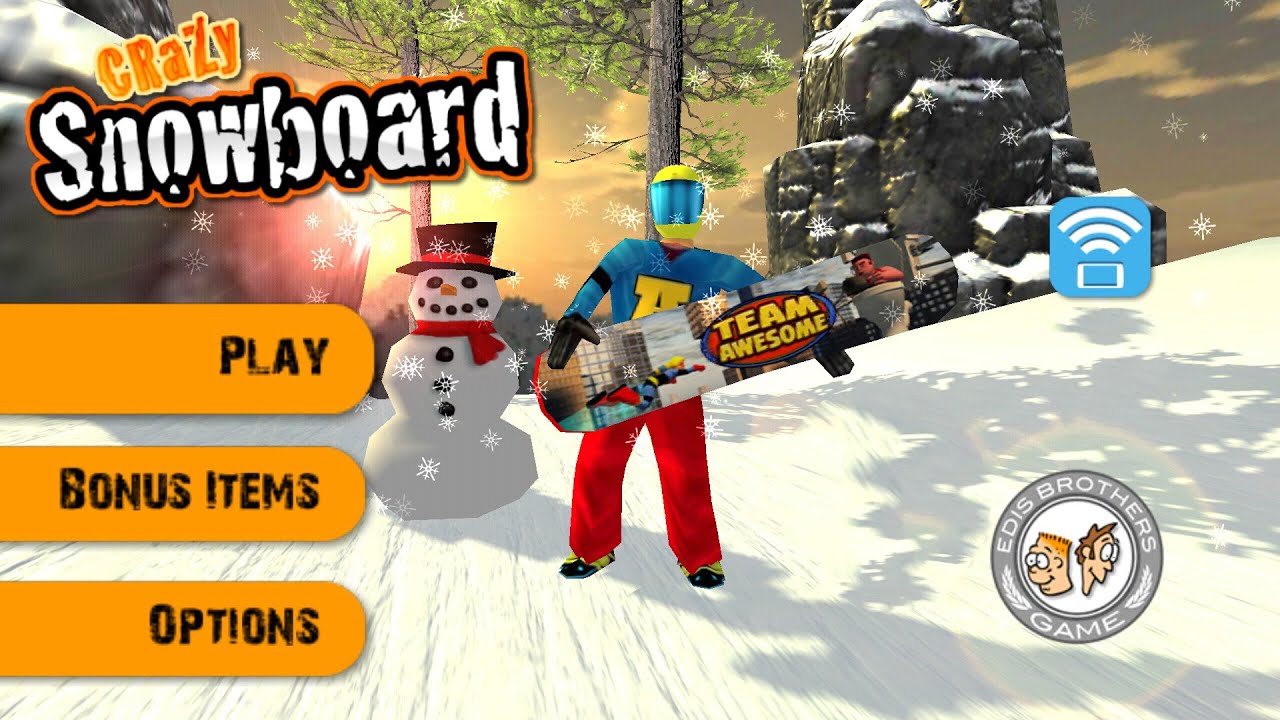 CRaZy
Snowboard
PLAY
BONUS ITEMS
OPTIONS
A
TEAM
AWESOME
EDIS BROTHERS
GAME